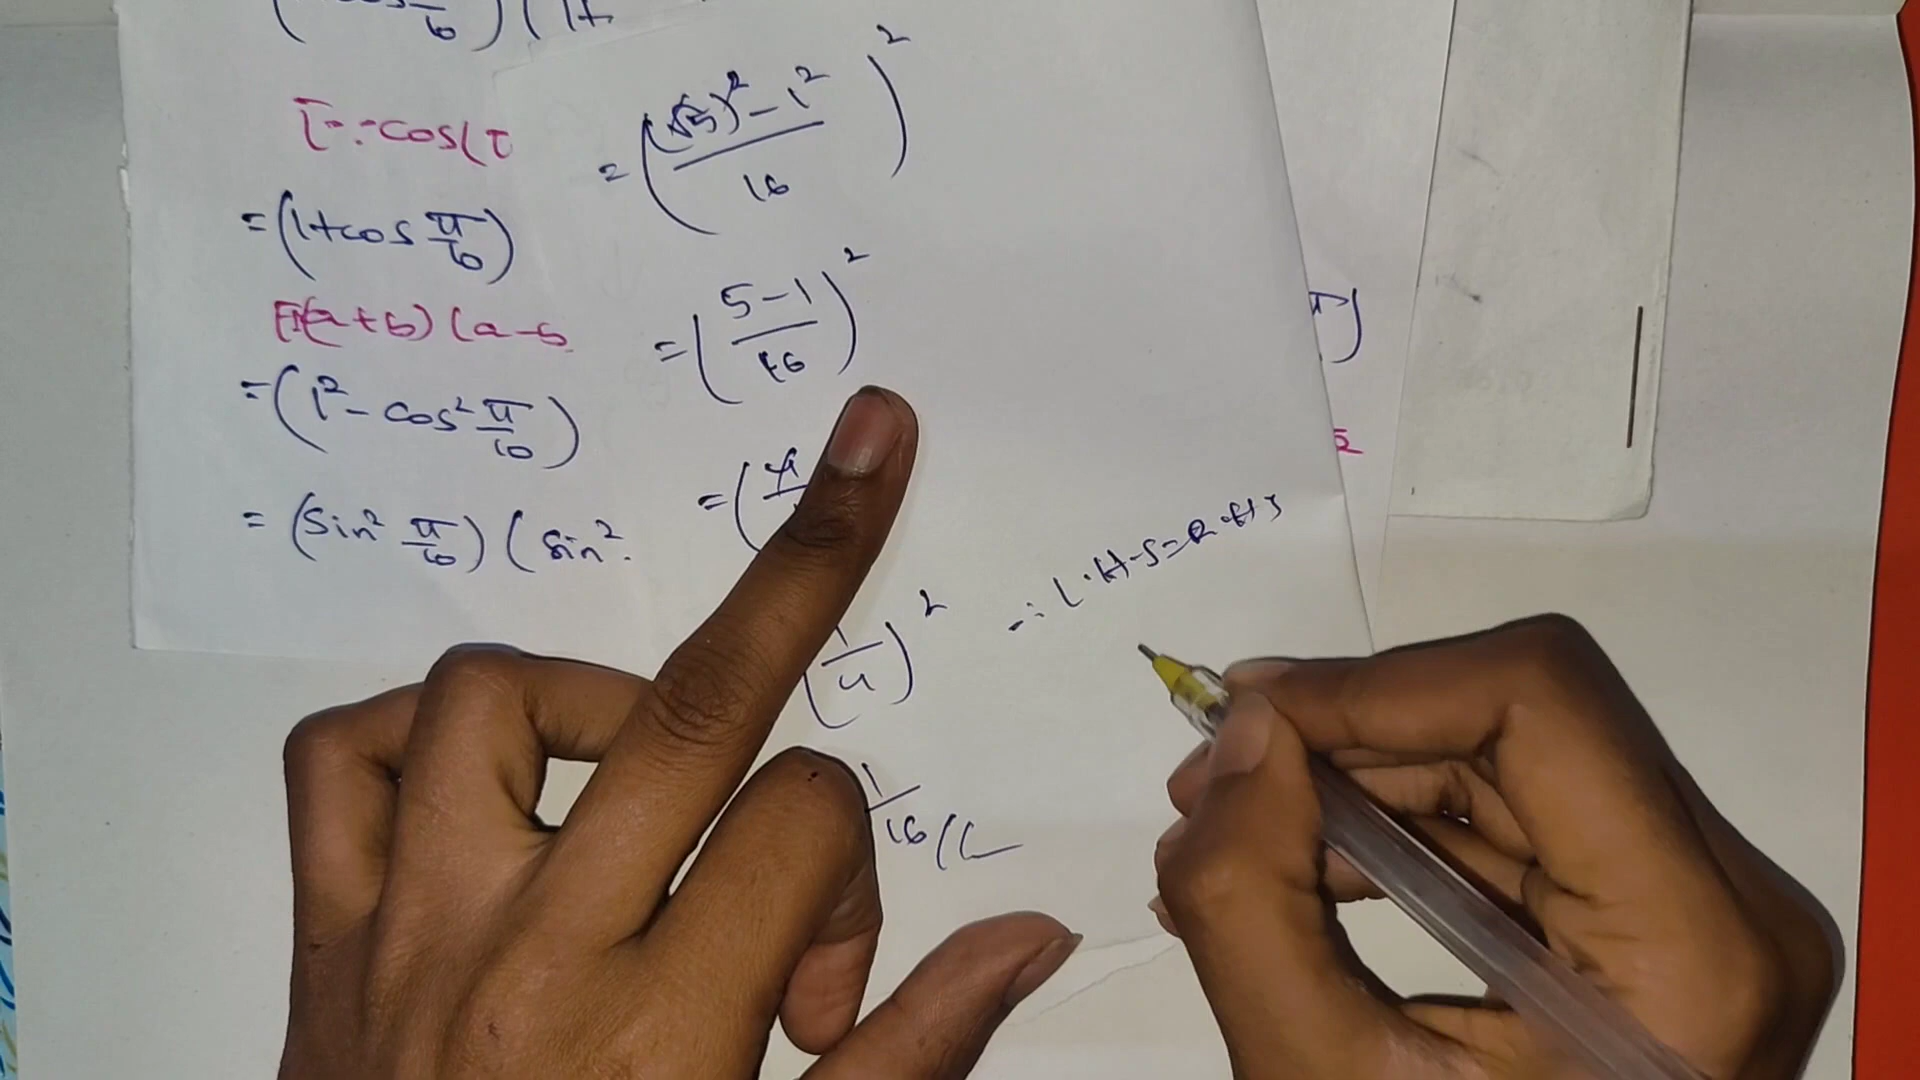 [∵ cos(π
= (1+cos π/10)
[(a+b)(a-b
= (1² - cos² π/10)
= (sin² π/10) (sin²
= ((√5)² - 1² / 16)²
= (5-1 / 16)²
= (4
(1/4)²
1/16 //
∴ L.H.S = R.H.S
π)